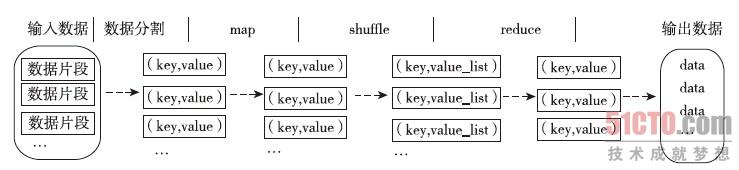 输入数据 数据分割 map shuffle reduce 输出数据
数据片段 (key,value) (key,value) (key,value_list) (key,value) data
数据片段 (key,value) (key,value) (key,value_list) (key,value) data
数据片段 (key,value) (key,value) (key,value_list) (key,value) data
… … … … …
51CTO.com
技术成就梦想